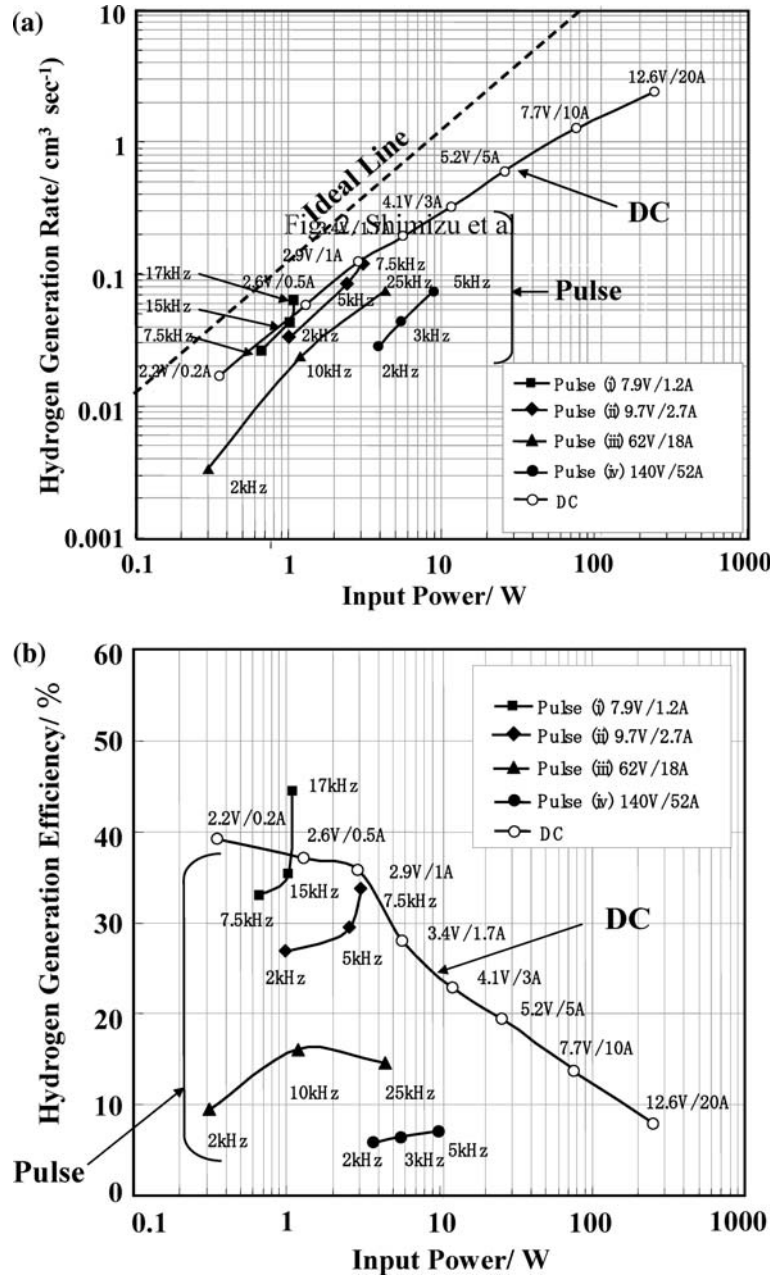 (a)
10
1
0.1
0.01
0.001
Hydrogen Generation Rate/ cm³ sec⁻¹
0.1
1
10
100
1000
Input Power/ W
Ideal Line
12.6V/20A
7.7V/10A
5.2V/5A
DC
4.1V/3A
Shimizu et al
2.9V/1A
7.5kHz
17kHz
2.6V/0.5A
25kHz
5kHz
5kHz
Pulse
15kHz
7.5kHz
2kHz
3kHz
2.2V/0.2A
10kHz
2kHz
2kHz
Pulse (i) 7.9V/1.2A
Pulse (ii) 9.7V/2.7A
Pulse (iii) 62V/18A
Pulse (iv) 140V/52A
DC
(b)
60
50
40
30
20
10
0
Hydrogen Generation Efficiency/ %
0.1
1
10
100
1000
Input Power/ W
Pulse (i) 7.9V/1.2A
Pulse (ii) 9.7V/2.7A
Pulse (iii) 62V/18A
Pulse (iv) 140V/52A
DC
17kHz
2.2V/0.2A
2.6V/0.5A
2.9V/1A
15kHz
7.5kHz
7.5kHz
3.4V/1.7A
DC
5kHz
2kHz
4.1V/3A
5.2V/5A
7.7V/10A
10kHz
25kHz
12.6V/20A
2kHz
2kHz
3kHz
5kHz
Pulse